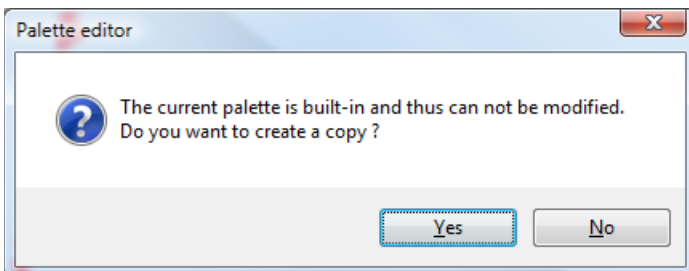 Palette editor
The current palette is built-in and thus can not be modified.
Do you want to create a copy ?
Yes
No